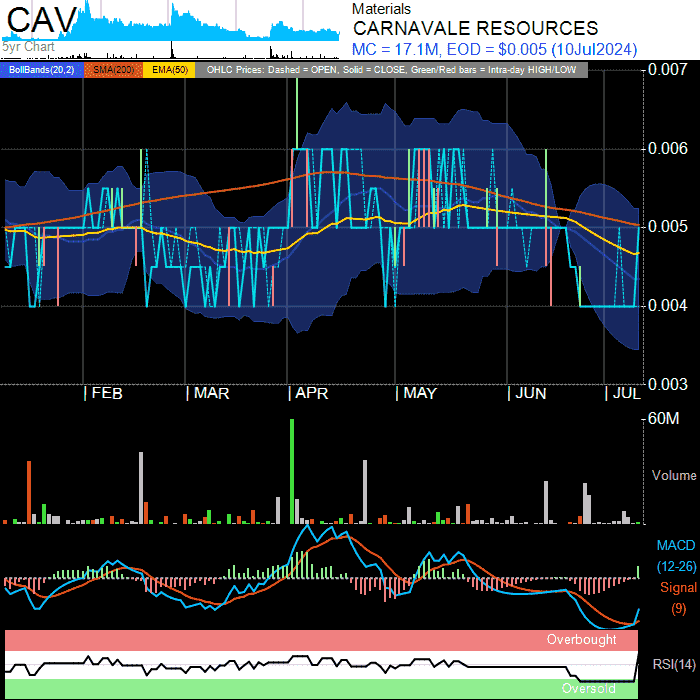 CAV
5yr Chart
Materials
CARNAVALE RESOURCES
MC = 17.1M, EOD = $0.005 (10Jul2024)
BollBands(20,2) SMA(200) EMA(50) OHLC Prices: Dashed = OPEN, Solid = CLOSE, Green/Red bars = Intra-day HIGH/LOW
0.007
0.006
0.005
0.004
0.003
| FEB | MAR | APR | MAY | JUN | JUL
60M
Volume
MACD
(12-26)
Signal
(9)
Overbought
RSI(14)
Oversold